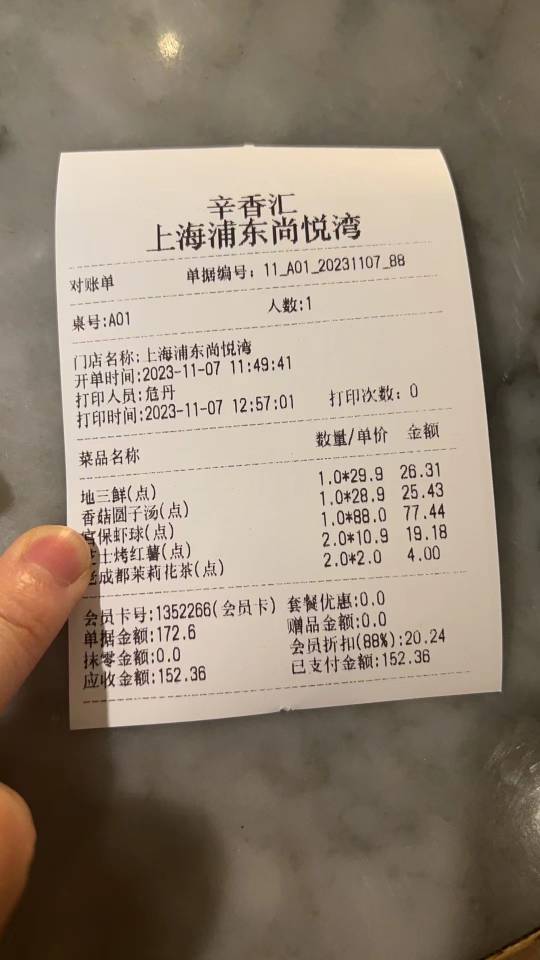 辛香汇
上海浦东尚悦湾
对账单 单据编号: 11_A01_20231107_88
桌号:A01 人数:1
门店名称:上海浦东尚悦湾
开单时间:2023-11-07 11:49:41
打印人员:危丹
打印时间:2023-11-07 12:57:01 打印次数: 0
菜品名称 数量/单价 金额
地三鲜(点) 1.0*29.9 26.31
香菇圆子汤(点) 1.0*28.9 25.43
宫保虾球(点) 1.0*88.0 77.44
士烤红薯(点) 2.0*10.9 19.18
老成都茉莉花茶(点) 2.0*2.0 4.00
会员卡号:1352266(会员卡) 套餐优惠:0.0
单据金额:172.6 赠品金额:0.0
抹零金额:0.0 会员折扣(88%):20.24
应收金额:152.36 已支付金额:152.36